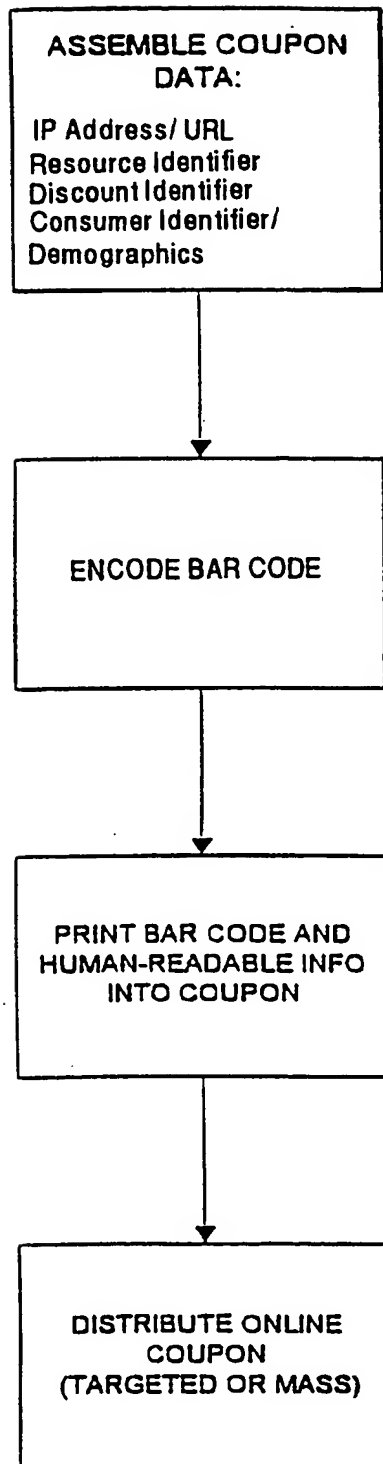 ASSEMBLE COUPON
DATA:
IP Address/ URL
Resource Identifier
Discount Identifier
Consumer Identifier/
Demographics
ENCODE BAR CODE
PRINT BAR CODE AND
HUMAN-READABLE INFO
INTO COUPON
DISTRIBUTE ONLINE
COUPON
(TARGETED OR MASS)